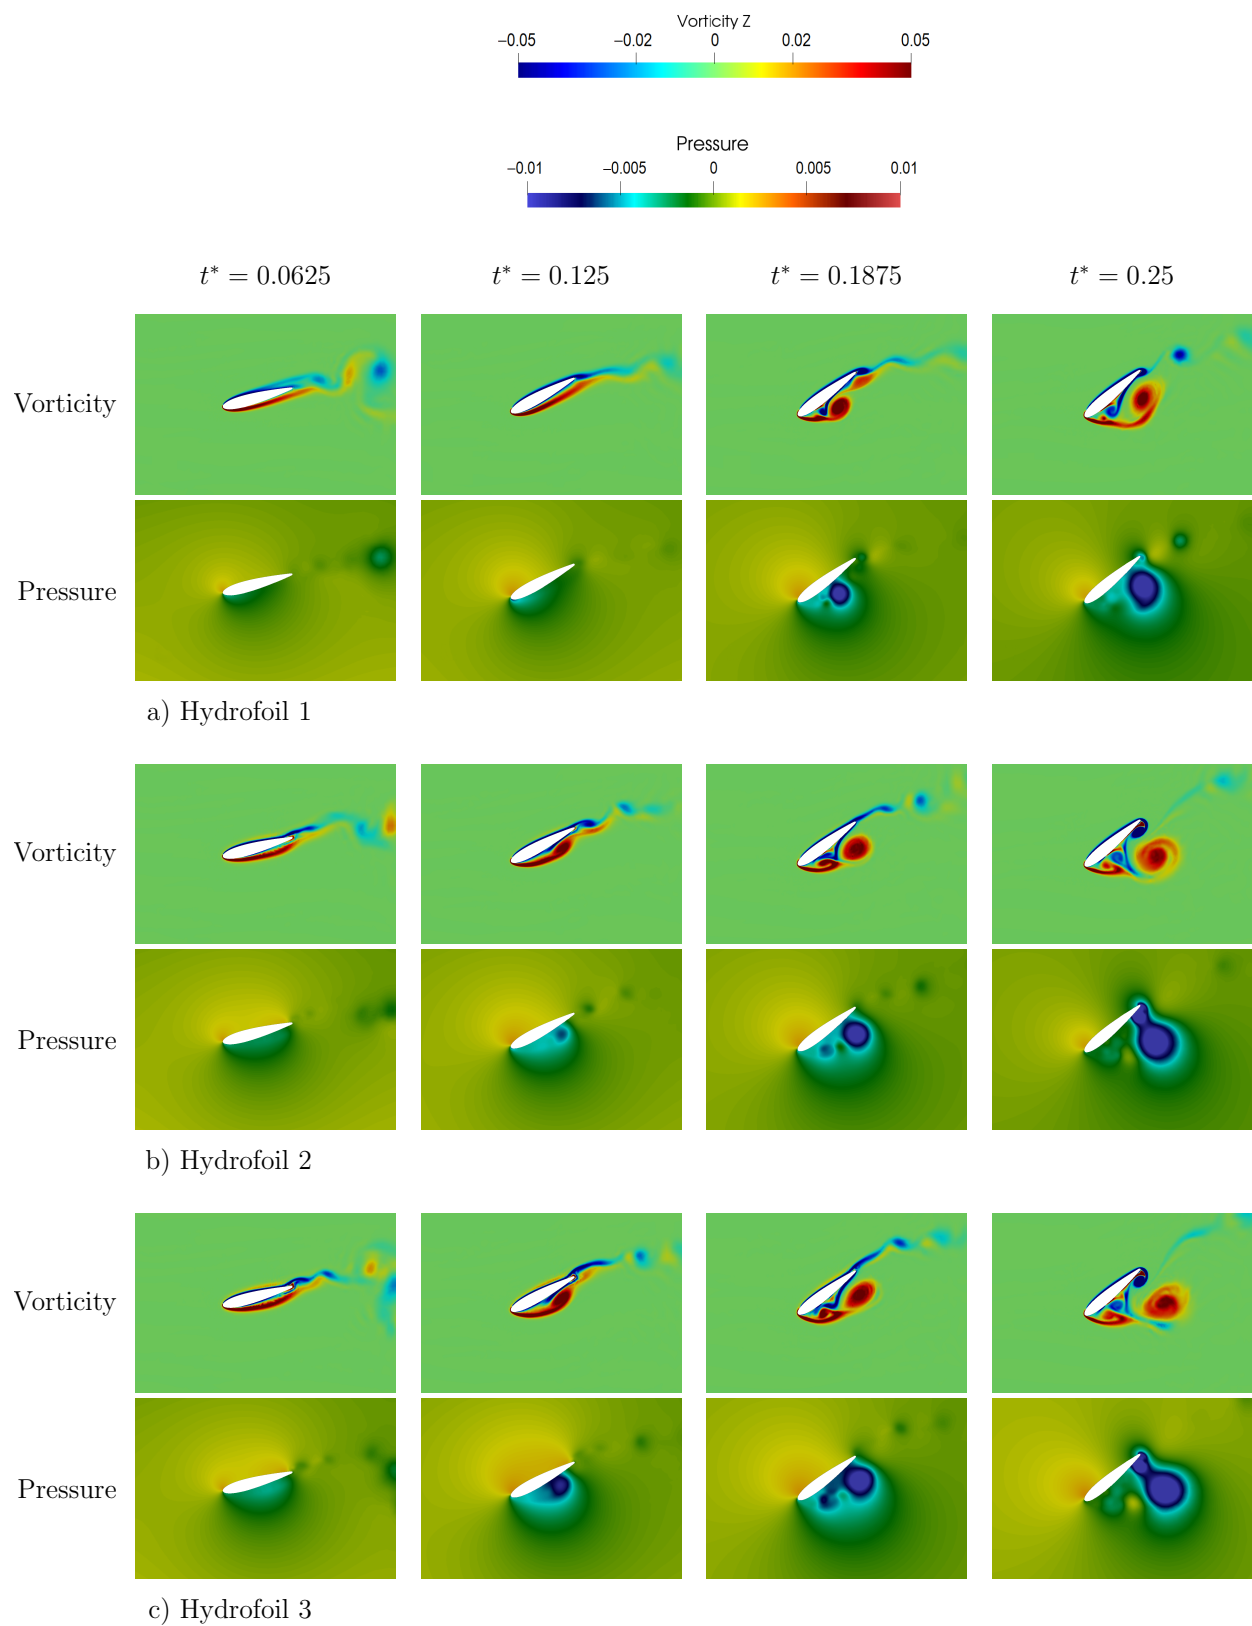 Vorticity Z
−0.05 −0.02 0 0.02 0.05
Pressure
−0.01 −0.005 0 0.005 0.01
t* = 0.0625 t* = 0.125 t* = 0.1875 t* = 0.25
Vorticity
Pressure
a) Hydrofoil 1
Vorticity
Pressure
b) Hydrofoil 2
Vorticity
Pressure
c) Hydrofoil 3